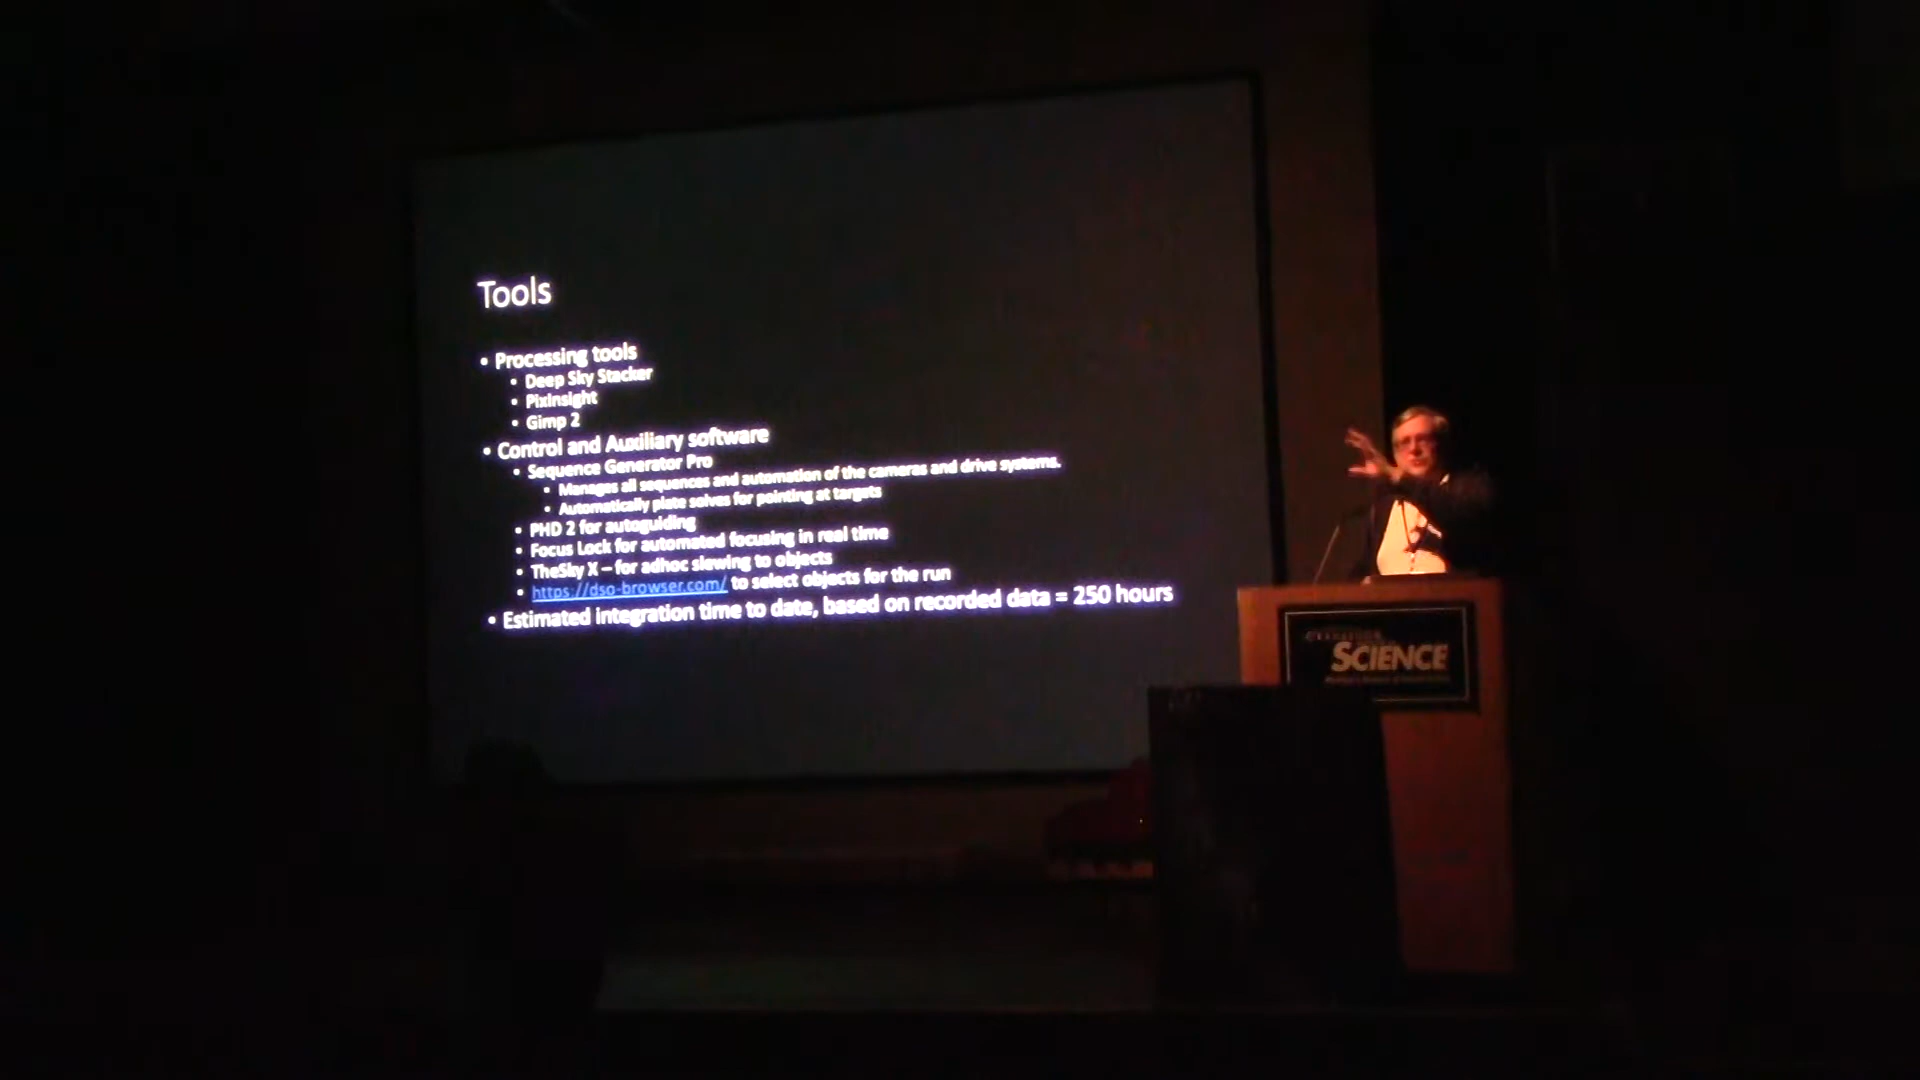 Tools
• Processing tools
• Deep Sky Stacker
• PixInsight
• Gimp 2
• Control and Auxiliary software
• Sequence Generator Pro
• Manages all sequences and automation of the cameras and drive systems.
• Automatically plate solves for pointing at targets
• PHD 2 for autoguiding
• Focus Lock for automated focusing in real time
• TheSky X – for adhoc slewing to objects
• https://dso-browser.com/ to select objects for the run
• Estimated integration time to date, based on recorded data = 250 hours
SCIENCE